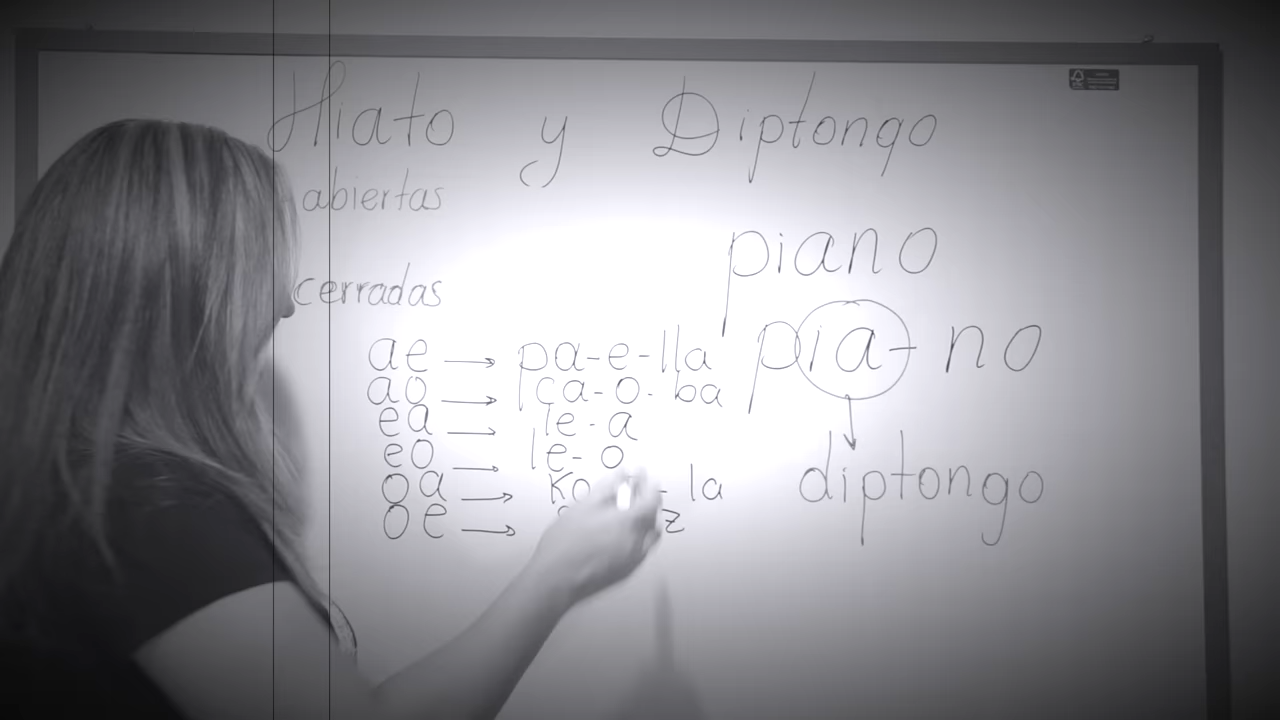 Hiato y Diptongo
abiertas
cerradas
piano
pia- no
diptongo
ae → pa-e-lla
ao → ca-o-ba
ea → le-a
eo → le-o
oa → la
oe → z